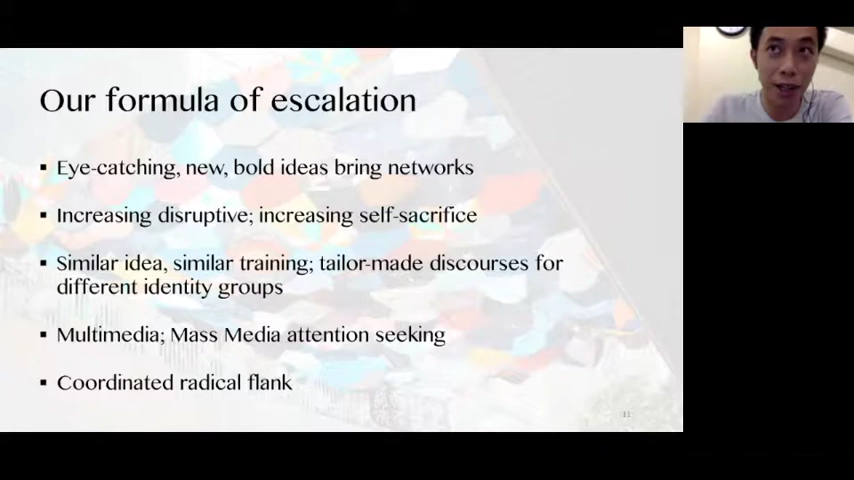 Our formula of escalation
▪ Eye-catching, new, bold ideas bring networks
▪ Increasing disruptive; increasing self-sacrifice
▪ Similar idea, similar training; tailor-made discourses for
different identity groups
▪ Multimedia; Mass Media attention seeking
▪ Coordinated radical flank
11